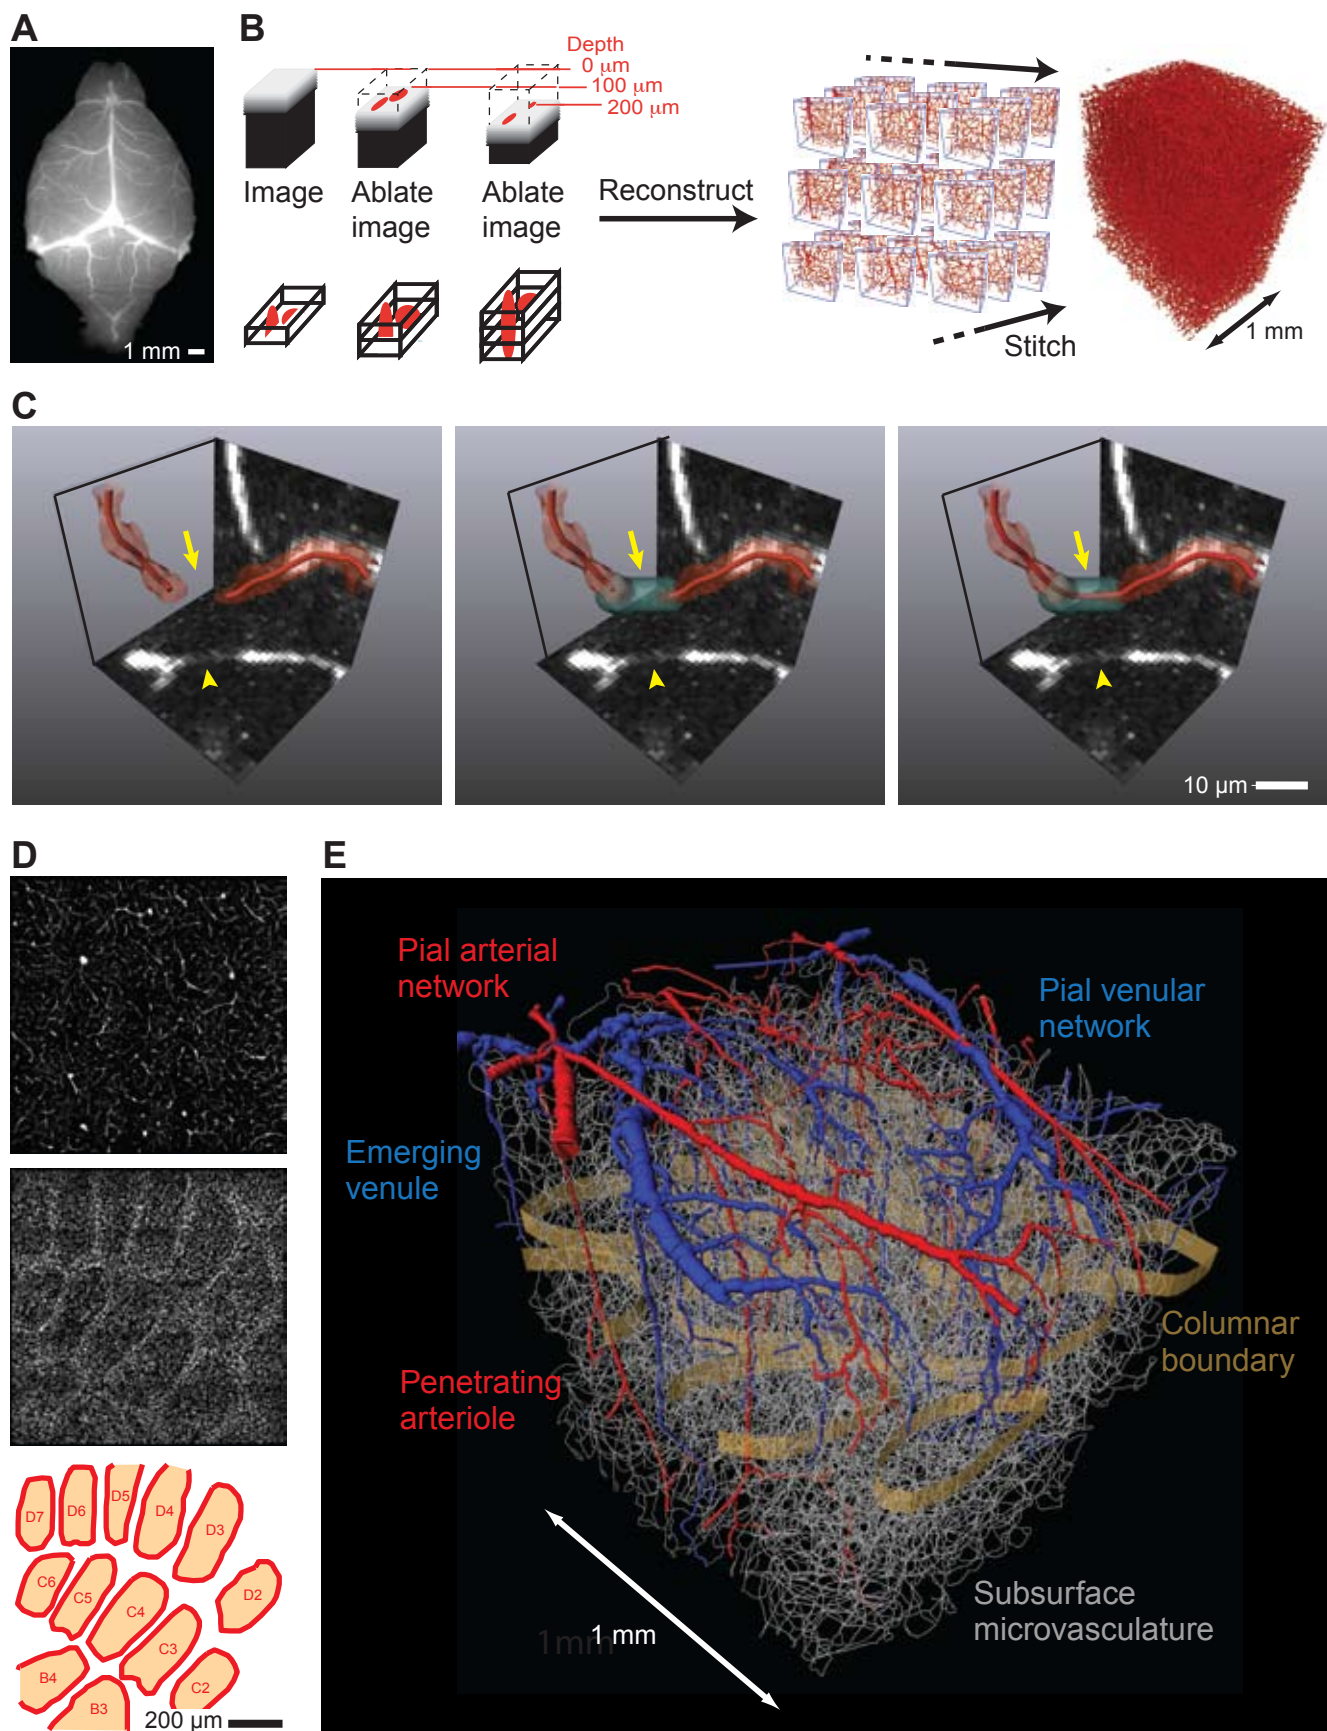 A
1 mm
B
Depth
0 µm
100 µm
200 µm
Image
Ablate
image
Ablate
image
Reconstruct
Stitch
1 mm
C
10 µm
D
D7
D6
D5
D4
D3
D2
C6
C5
C4
C3
C2
B4
B3
200 µm
E
Pial arterial
network
Pial venular
network
Emerging
venule
Columnar
boundary
Penetrating
arteriole
Subsurface
microvasculature
1mm
1 mm